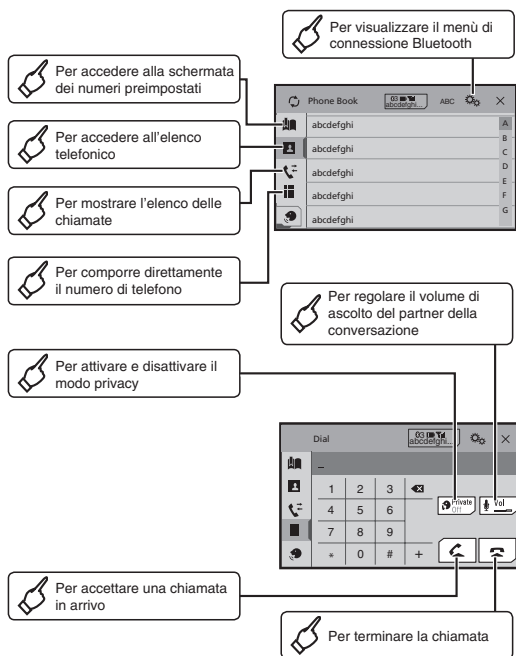 Per visualizzare il menù di
connessione Bluetooth
Per accedere alla schermata
dei numeri preimpostati
Per accedere all'elenco
telefonico
Per mostrare l'elenco delle
chiamate
Per comporre direttamente
il numero di telefono
Phone Book
03
abcdefghi...
ABC
abcdefghi
abcdefghi
abcdefghi
abcdefghi
abcdefghi
A
B
C
D
E
F
G
Per regolare il volume di
ascolto del partner della
conversazione
Per attivare e disattivare il
modo privacy
Dial
03
abcdefghi...
–
1 2 3
4 5 6
7 8 9
* 0 # +
Private
Off
Vol
Per accettare una chiamata
in arrivo
Per terminare la chiamata